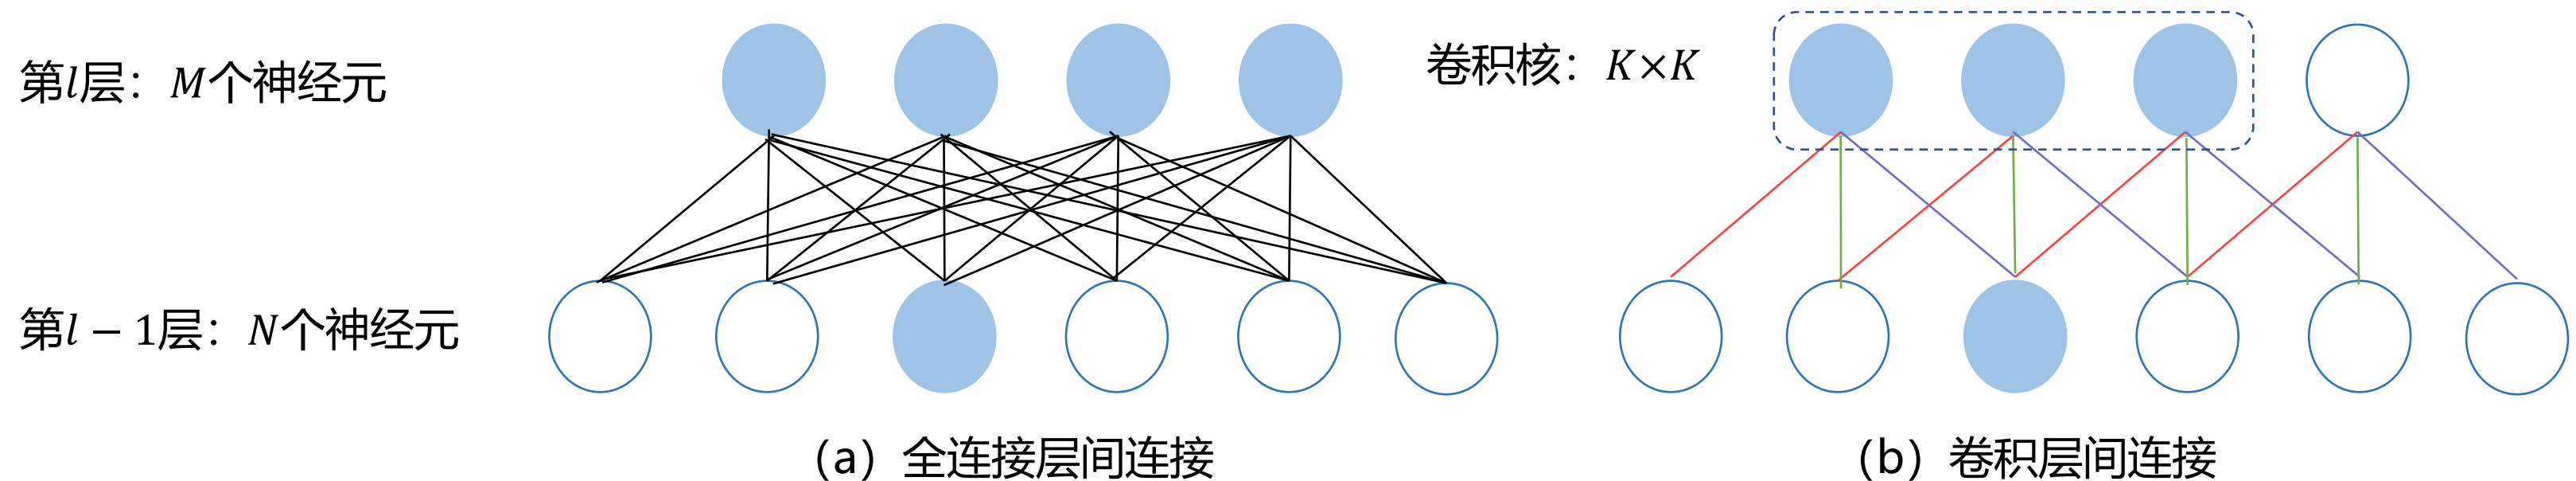 第l层：M个神经元
卷积核：K×K
第l − 1层：N个神经元
（a）全连接层间连接
（b）卷积层间连接